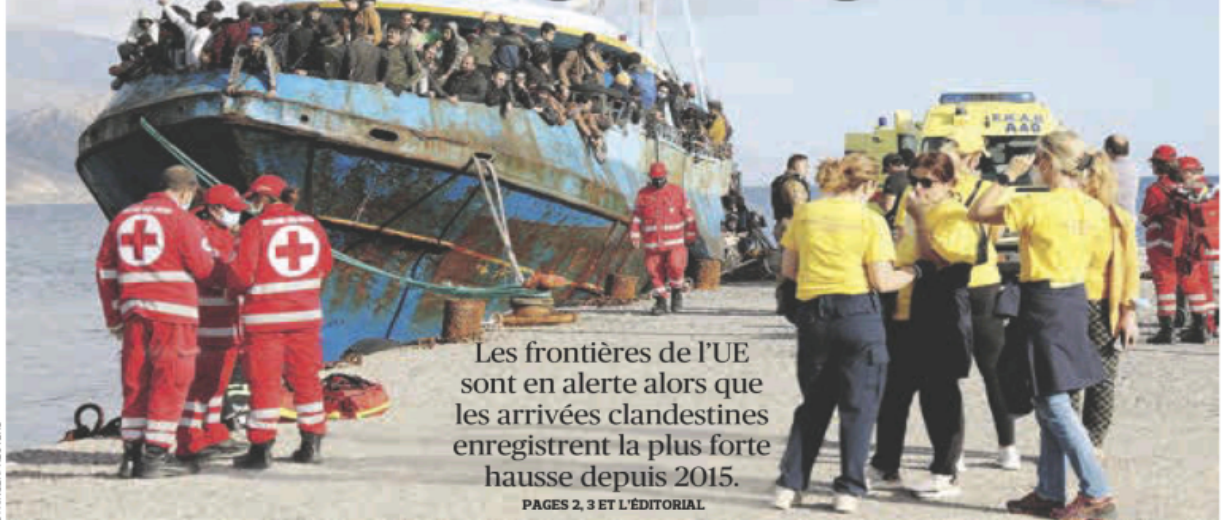 E.K.A.B
AAO
Les frontières de l'UE
sont en alerte alors que
les arrivées clandestines
enregistrent la plus forte
hausse depuis 2015.
PAGES 2, 3 ET L'ÉDITORIAL